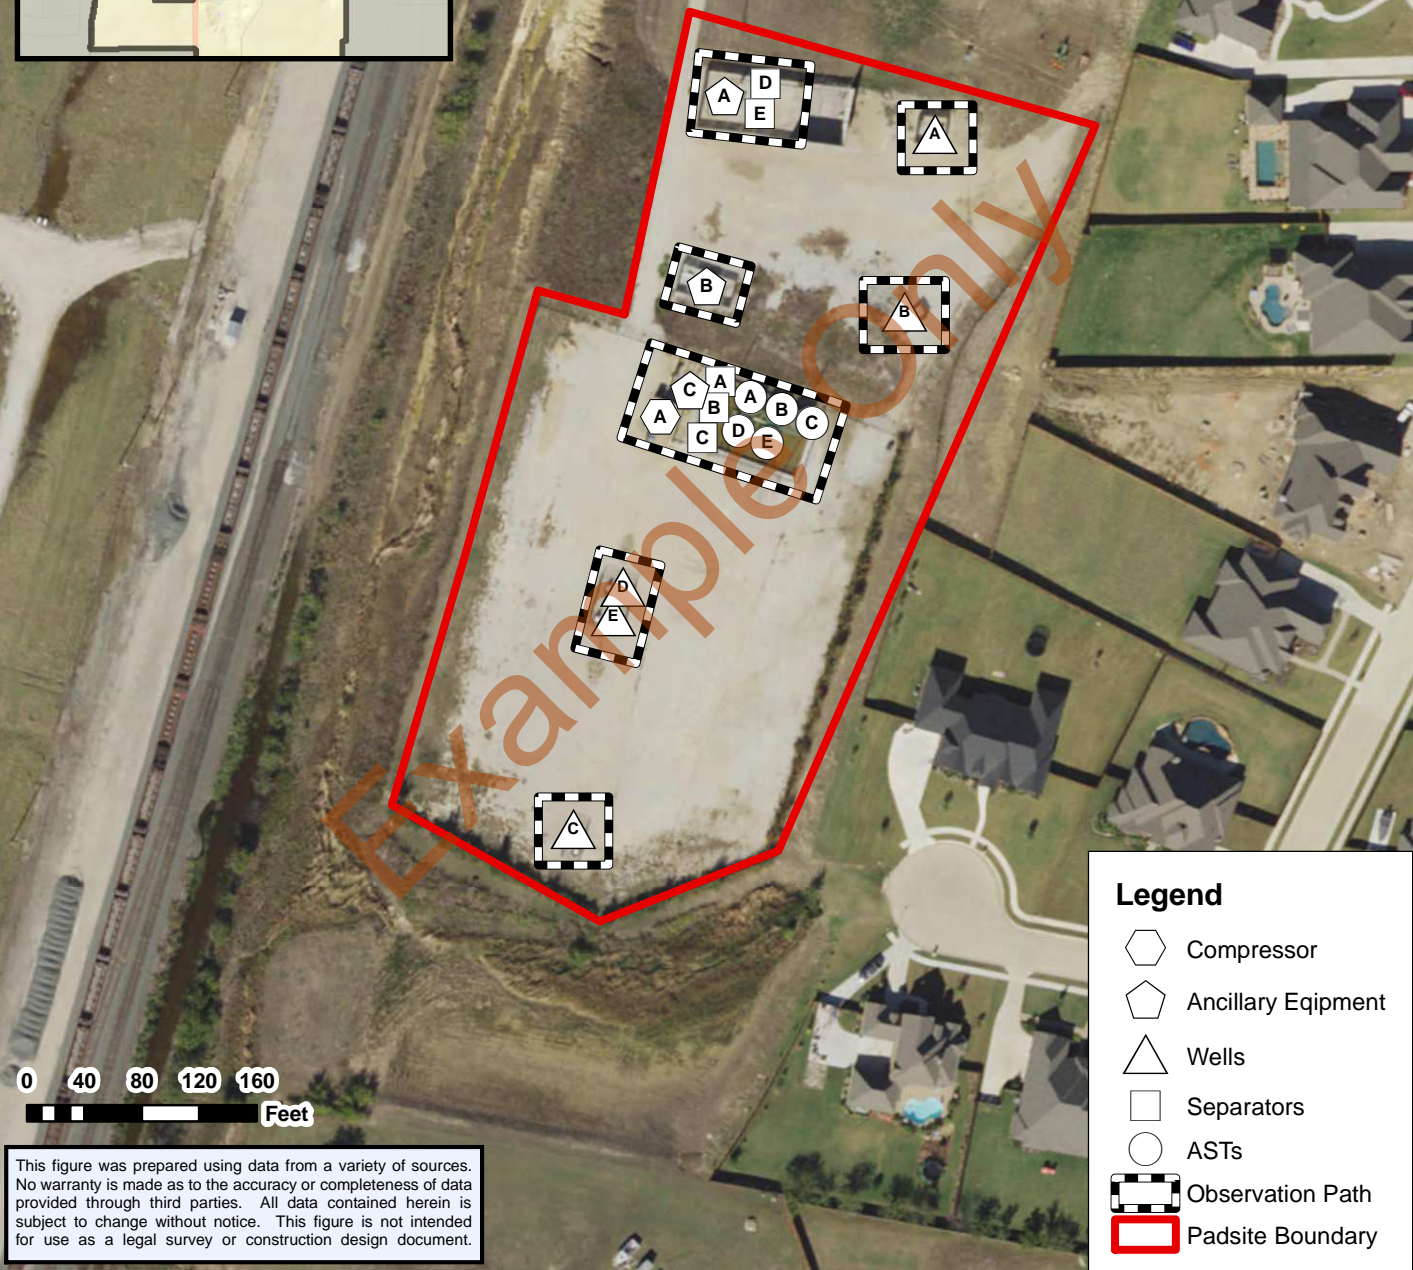 A D
E
A
B
B
C A A B C
A B D E
C
D
E
C
Example Only
0 40 80 120 160
Feet
This figure was prepared using data from a variety of sources.
No warranty is made as to the accuracy or completeness of data
provided through third parties. All data contained herein is
subject to change without notice. This figure is not intended
for use as a legal survey or construction design document.
Legend
Compressor
Ancillary Eqipment
Wells
Separators
ASTs
Observation Path
Padsite Boundary